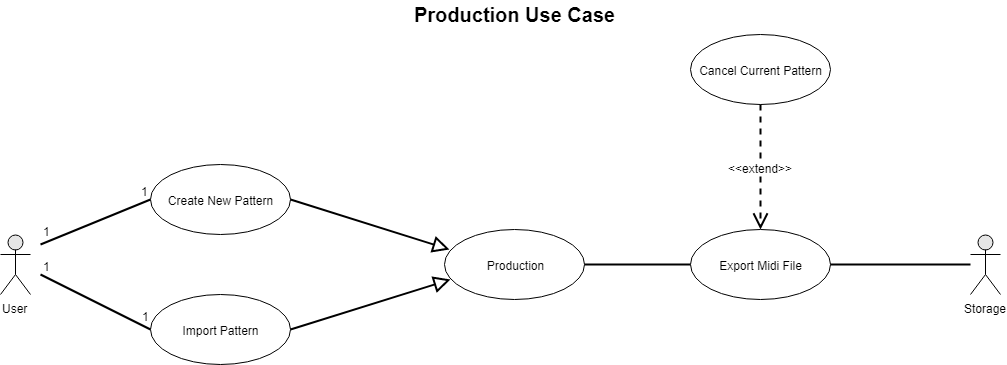 Production Use Case
Cancel Current Pattern
<<extend>>
1
Create New Pattern
1
Production
Export Midi File
1
User
Storage
1
Import Pattern